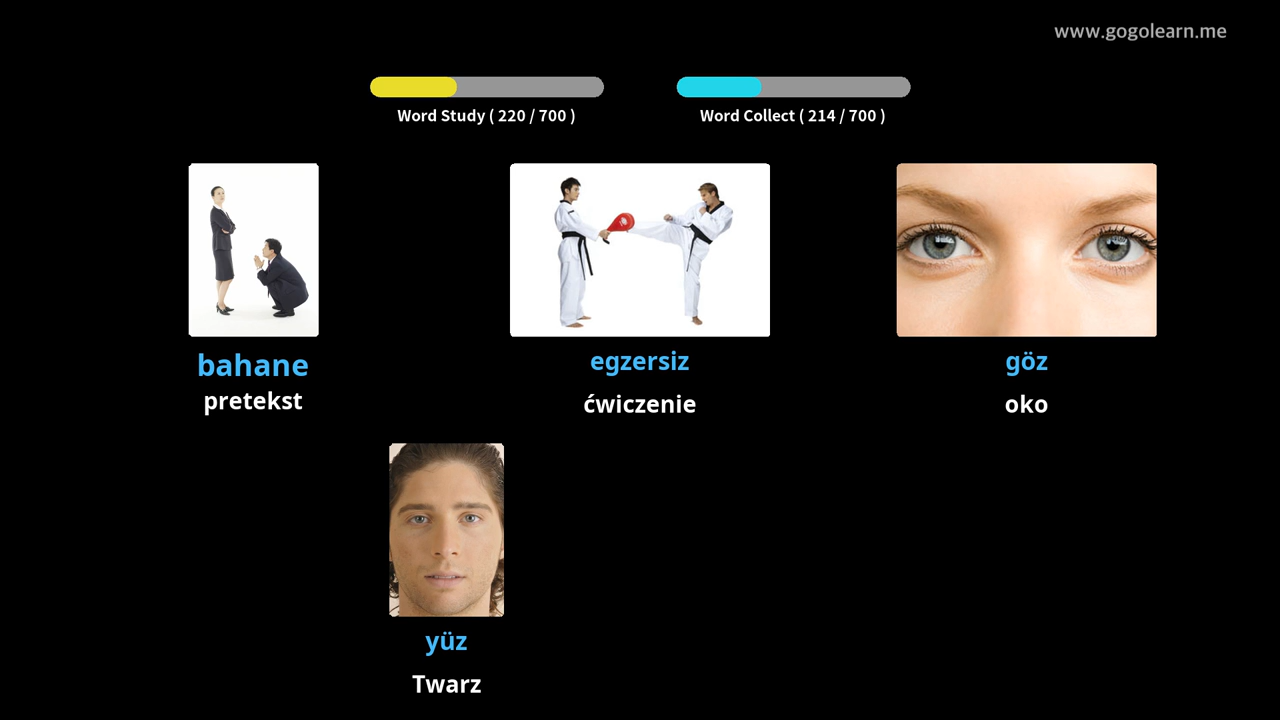 www.gogolearn.me
Word Study ( 220 / 700 )
Word Collect ( 214 / 700 )
bahane
pretekst
egzersiz
ćwiczenie
göz
oko
yüz
Twarz